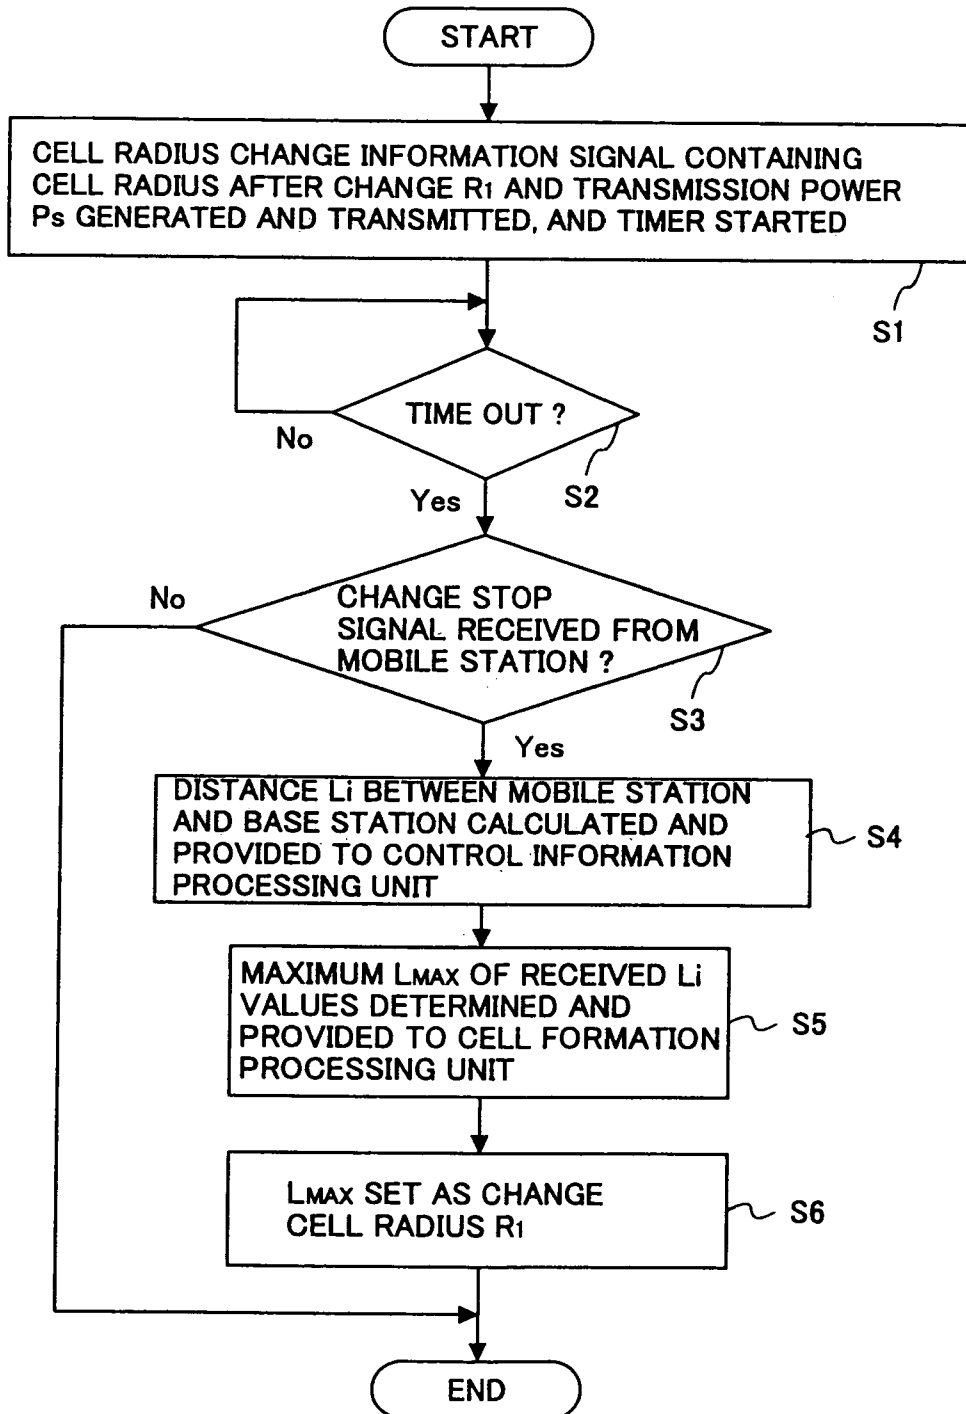 START
CELL RADIUS CHANGE INFORMATION SIGNAL CONTAINING
CELL RADIUS AFTER CHANGE R1 AND TRANSMISSION POWER
Ps GENERATED AND TRANSMITTED, AND TIMER STARTED
S1
TIME OUT ?
No
S2
Yes
No
CHANGE STOP
SIGNAL RECEIVED FROM
MOBILE STATION ?
S3
Yes
DISTANCE Li BETWEEN MOBILE STATION
AND BASE STATION CALCULATED AND
PROVIDED TO CONTROL INFORMATION
PROCESSING UNIT
S4
MAXIMUM LMAX OF RECEIVED Li
VALUES DETERMINED AND
PROVIDED TO CELL FORMATION
PROCESSING UNIT
S5
LMAX SET AS CHANGE
CELL RADIUS R1
S6
END